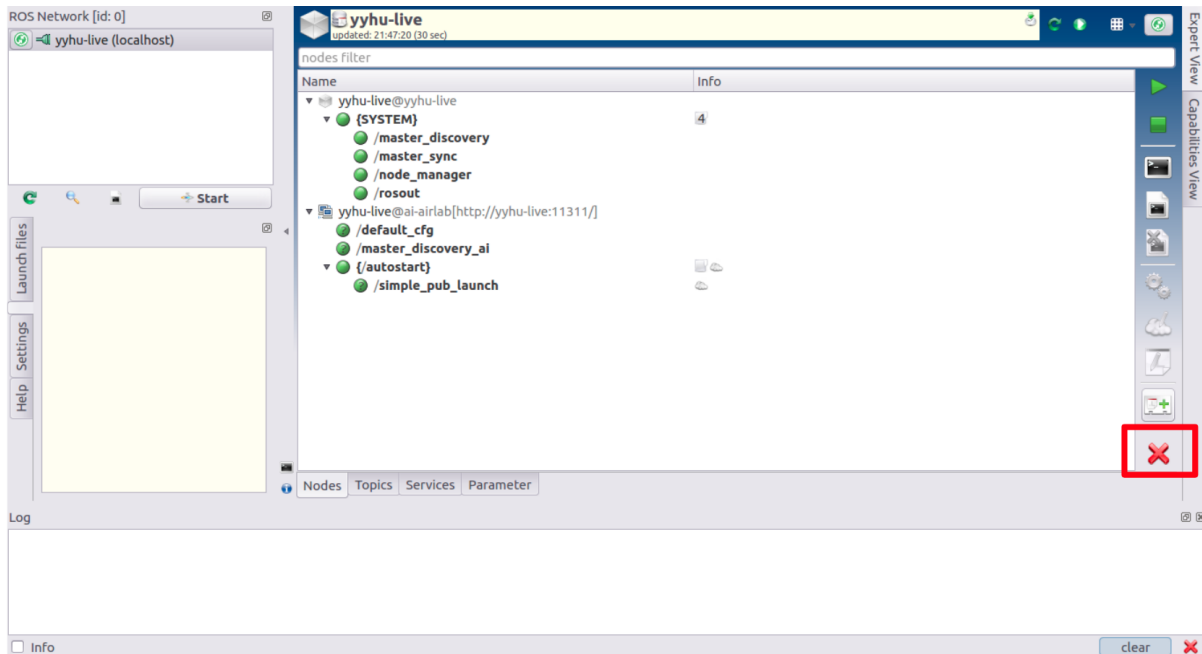 ROS Network [id: 0]
yyhu-live (localhost)
Start
Launch files
Settings
Help
yyhu-live
updated: 21:47:20 (30 sec)
nodes filter
Name Info
yyhu-live@yyhu-live
{SYSTEM} 4
/master_discovery
/master_sync
/node_manager
/rosout
yyhu-live@ai-airlab[http://yyhu-live:11311/]
/default_cfg
/master_discovery_ai
{/autostart}
/simple_pub_launch
Nodes Topics Services Parameter
Expert View
Capabilities View
Log
Info
clear